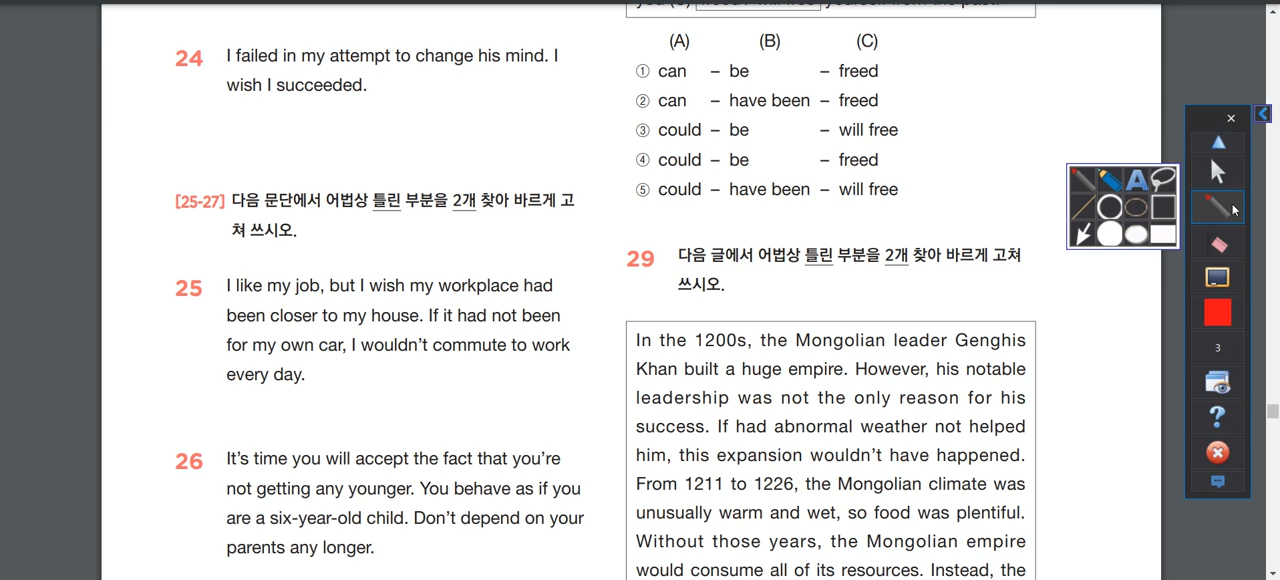 24 I failed in my attempt to change his mind. I
wish I succeeded.
[25-27] 다음 문단에서 어법상 틀린 부분을 2개 찾아 바르게 고
쳐 쓰시오.
25 I like my job, but I wish my workplace had
been closer to my house. If it had not been
for my own car, I wouldn't commute to work
every day.
26 It's time you will accept the fact that you're
not getting any younger. You behave as if you
are a six-year-old child. Don't depend on your
parents any longer.
(A) (B) (C)
① can – be – freed
② can – have been – freed
③ could – be – will free
④ could – be – freed
⑤ could – have been – will free
29 다음 글에서 어법상 틀린 부분을 2개 찾아 바르게 고쳐
쓰시오.
In the 1200s, the Mongolian leader Genghis
Khan built a huge empire. However, his notable
leadership was not the only reason for his
success. If had abnormal weather not helped
him, this expansion wouldn't have happened.
From 1211 to 1226, the Mongolian climate was
unusually warm and wet, so food was plentiful.
Without those years, the Mongolian empire
would consume all of its resources. Instead, the
3